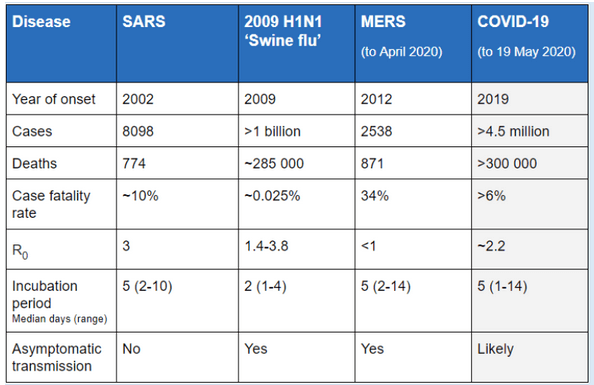 Disease SARS 2009 H1N1 ‘Swine flu’ MERS (to April 2020) COVID-19 (to 19 May 2020)
Year of onset 2002 2009 2012 2019
Cases 8098 >1 billion 2538 >4.5 million
Deaths 774 ~285 000 871 >300 000
Case fatality rate ~10% ~0.025% 34% >6%
R0 3 1.4-3.8 <1 ~2.2
Incubation period Median days (range) 5 (2-10) 2 (1-4) 5 (2-14) 5 (1-14)
Asymptomatic transmission No Yes Yes Likely